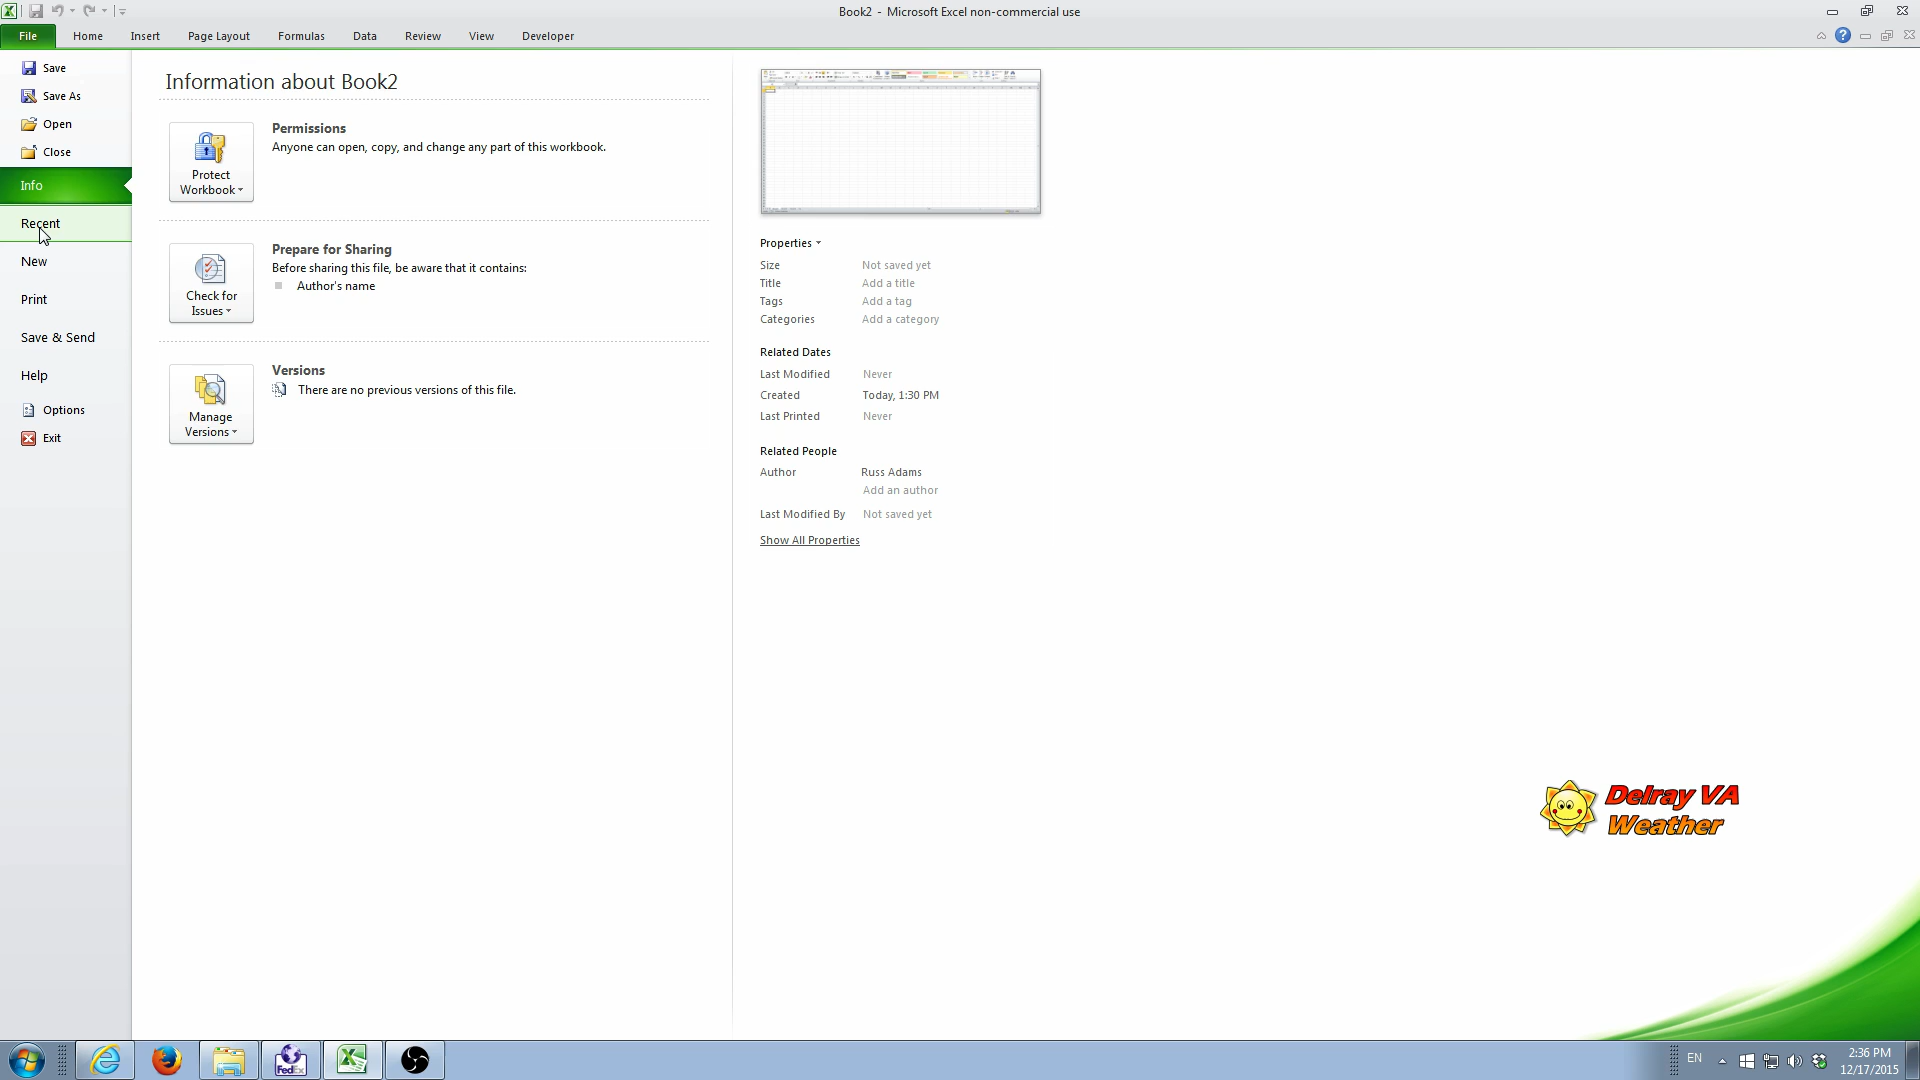 Book2 - Microsoft Excel non-commercial use
File Home Insert Page Layout Formulas Data Review View Developer
Save
Save As
Open
Close
Info
Recent
New
Print
Save & Send
Help
Options
Exit
Information about Book2
Protect
Workbook
Permissions
Anyone can open, copy, and change any part of this workbook.
Check for
Issues
Prepare for Sharing
Before sharing this file, be aware that it contains:
Author's name
Manage
Versions
Versions
There are no previous versions of this file.
Properties
Size Not saved yet
Title Add a title
Tags Add a tag
Categories Add a category
Related Dates
Last Modified Never
Created Today, 1:30 PM
Last Printed Never
Related People
Author Russ Adams
Add an author
Last Modified By Not saved yet
Show All Properties
Delray VA
Weather
FedEx
EN
2:36 PM
12/17/2015